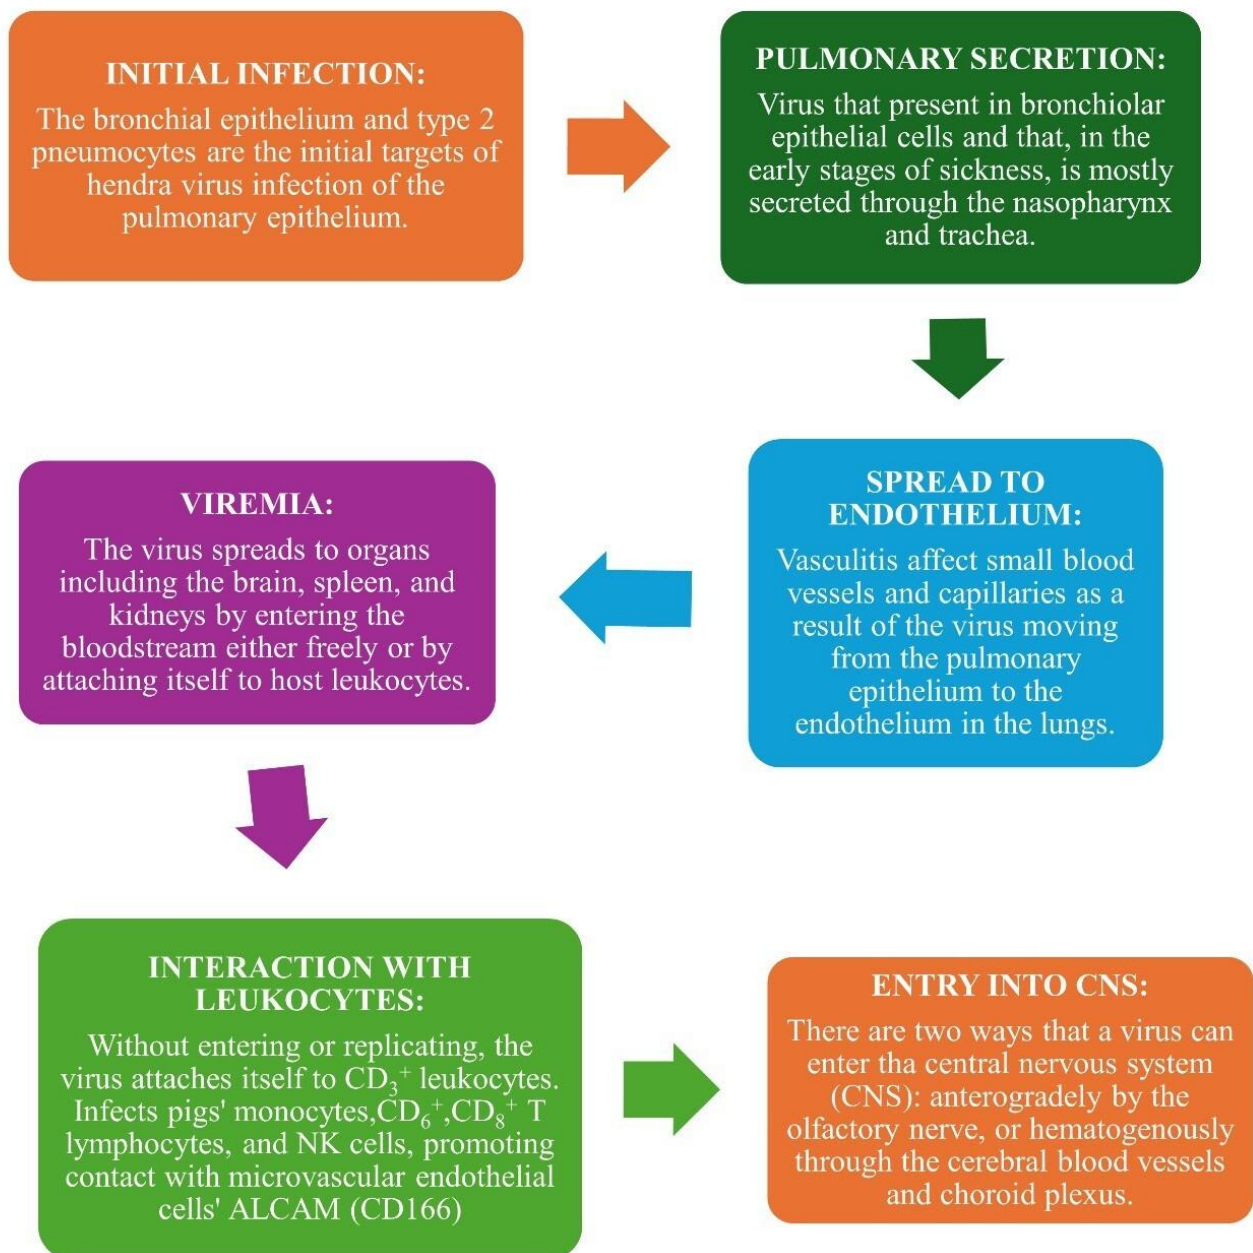 INITIAL INFECTION:
The bronchial epithelium and type 2
pneumocytes are the initial targets of
hendra virus infection of the
pulmonary epithelium.
PULMONARY SECRETION:
Virus that present in bronchiolar
epithelial cells and that, in the
early stages of sickness, is mostly
secreted through the nasopharynx
and trachea.
SPREAD TO
ENDOTHELIUM:
Vasculitis affect small blood
vessels and capillaries as a
result of the virus moving
from the pulmonary
epithelium to the
endothelium in the lungs.
VIREMIA:
The virus spreads to organs
including the brain, spleen, and
kidneys by entering the
bloodstream either freely or by
attaching itself to host leukocytes.
INTERACTION WITH
LEUKOCYTES:
Without entering or replicating, the
virus attaches itself to CD₃⁺ leukocytes.
Infects pigs' monocytes,CD₆⁺,CD₈⁺ T
lymphocytes, and NK cells, promoting
contact with microvascular endothelial
cells' ALCAM (CD166)
ENTRY INTO CNS:
There are two ways that a virus can
enter tha central nervous system
(CNS): anterogradely by the
olfactory nerve, or hematogenously
through the cerebral blood vessels
and choroid plexus.